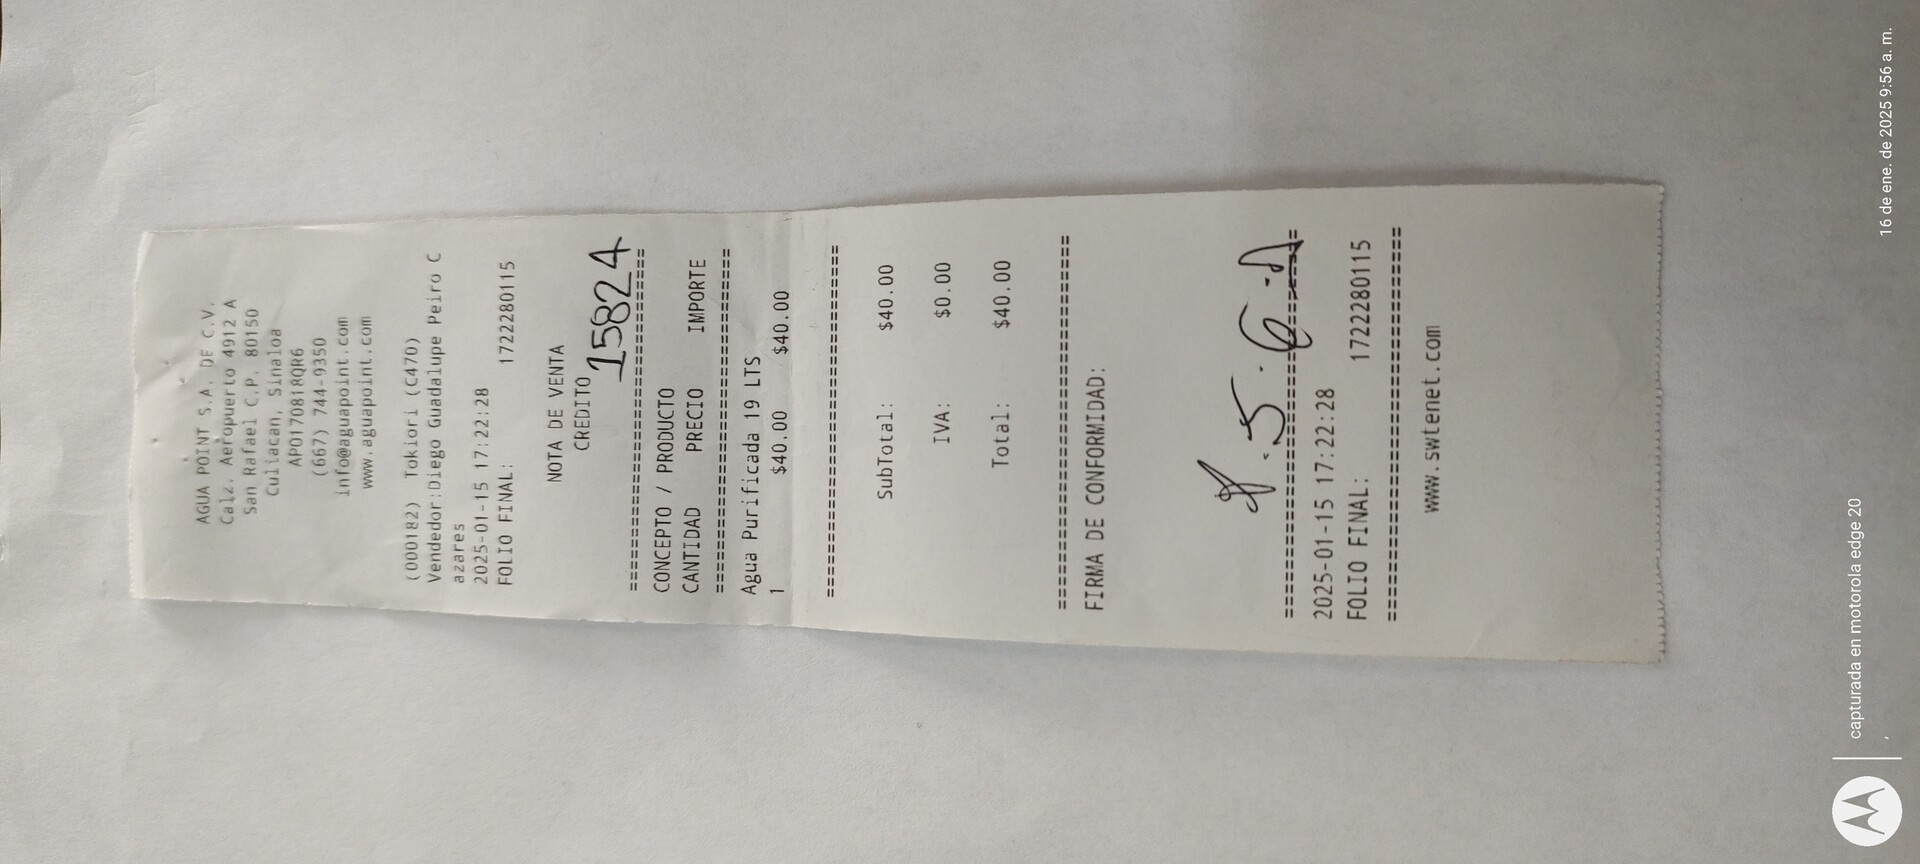 AGUA POINT S.A. DE C.V.
Calz. Aeropuerto 4912 A
San Rafael C.P. 80150
Culiacan, Sinaloa
APO170818QR6
(667) 744-9350
info@aguapoint.com
www.aguapoint.com
(000182) Tokiori (C470)
Vendedor:Diego Guadalupe Peiro C
azares
2025-01-15 17:22:28
FOLIO FINAL: 1722280115
NOTA DE VENTA
CREDITO
15824
================================
CONCEPTO / PRODUCTO
CANTIDAD PRECIO IMPORTE
================================
Agua Purificada 19 LTS
1 $40.00 $40.00
================================
SubTotal: $40.00
IVA: $0.00
Total: $40.00
================================
FIRMA DE CONFORMIDAD:
================================
2025-01-15 17:22:28
FOLIO FINAL: 1722280115
================================
www.swtenet.com
capturada en motorola edge 20
16 de ene. de 2025 9:56 a. m.